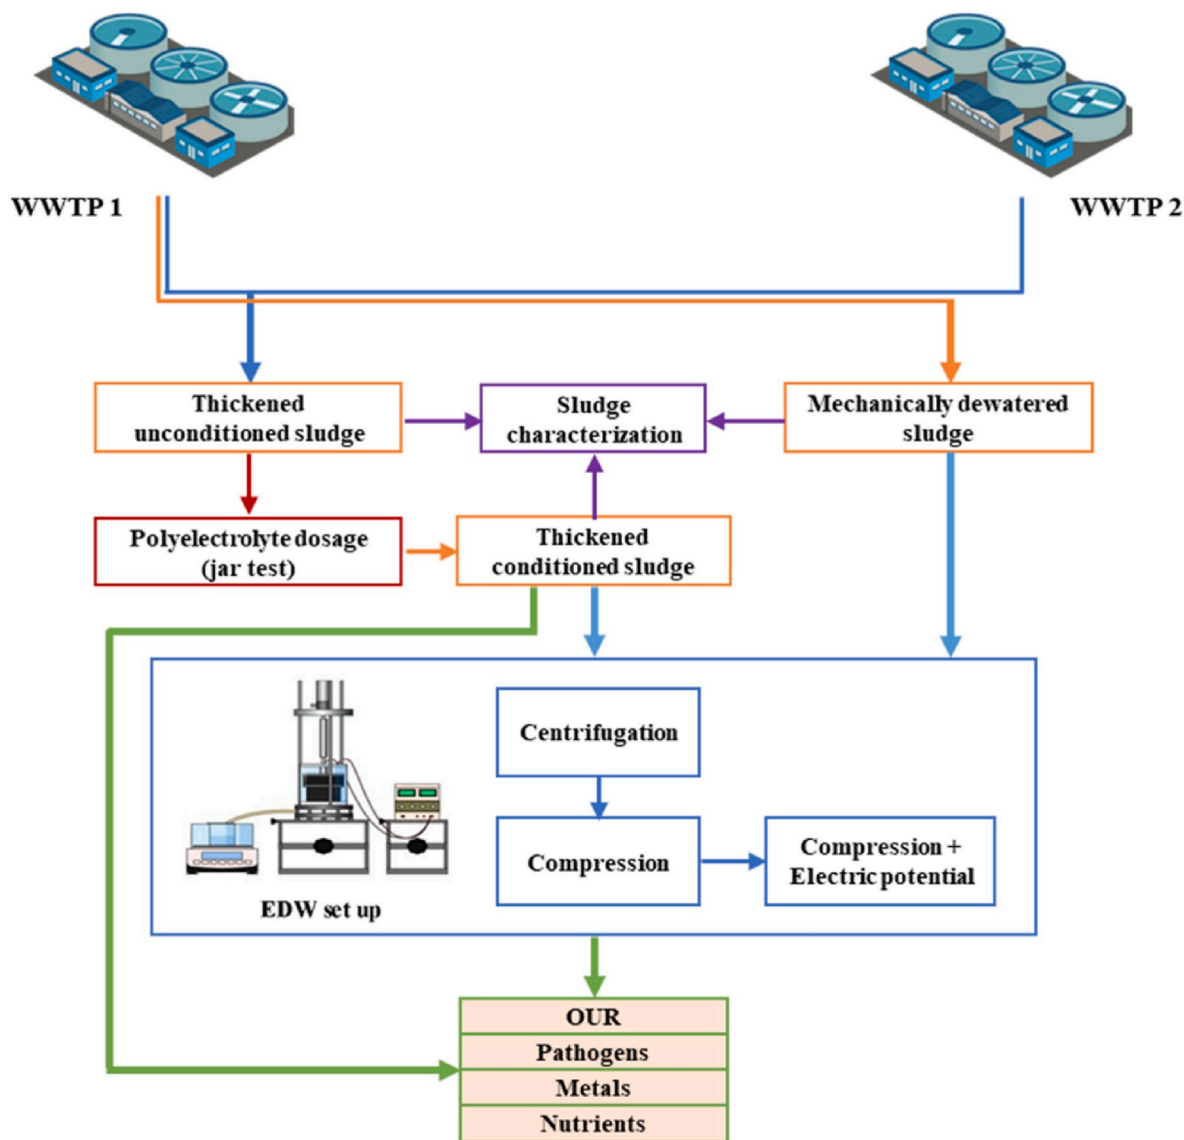 WWTP 1
WWTP 2
Thickened
unconditioned sludge
Sludge
characterization
Mechanically dewatered
sludge
Polyelectrolyte dosage
(jar test)
Thickened
conditioned sludge
Centrifugation
Compression
Compression +
Electric potential
EDW set up
OUR
Pathogens
Metals
Nutrients